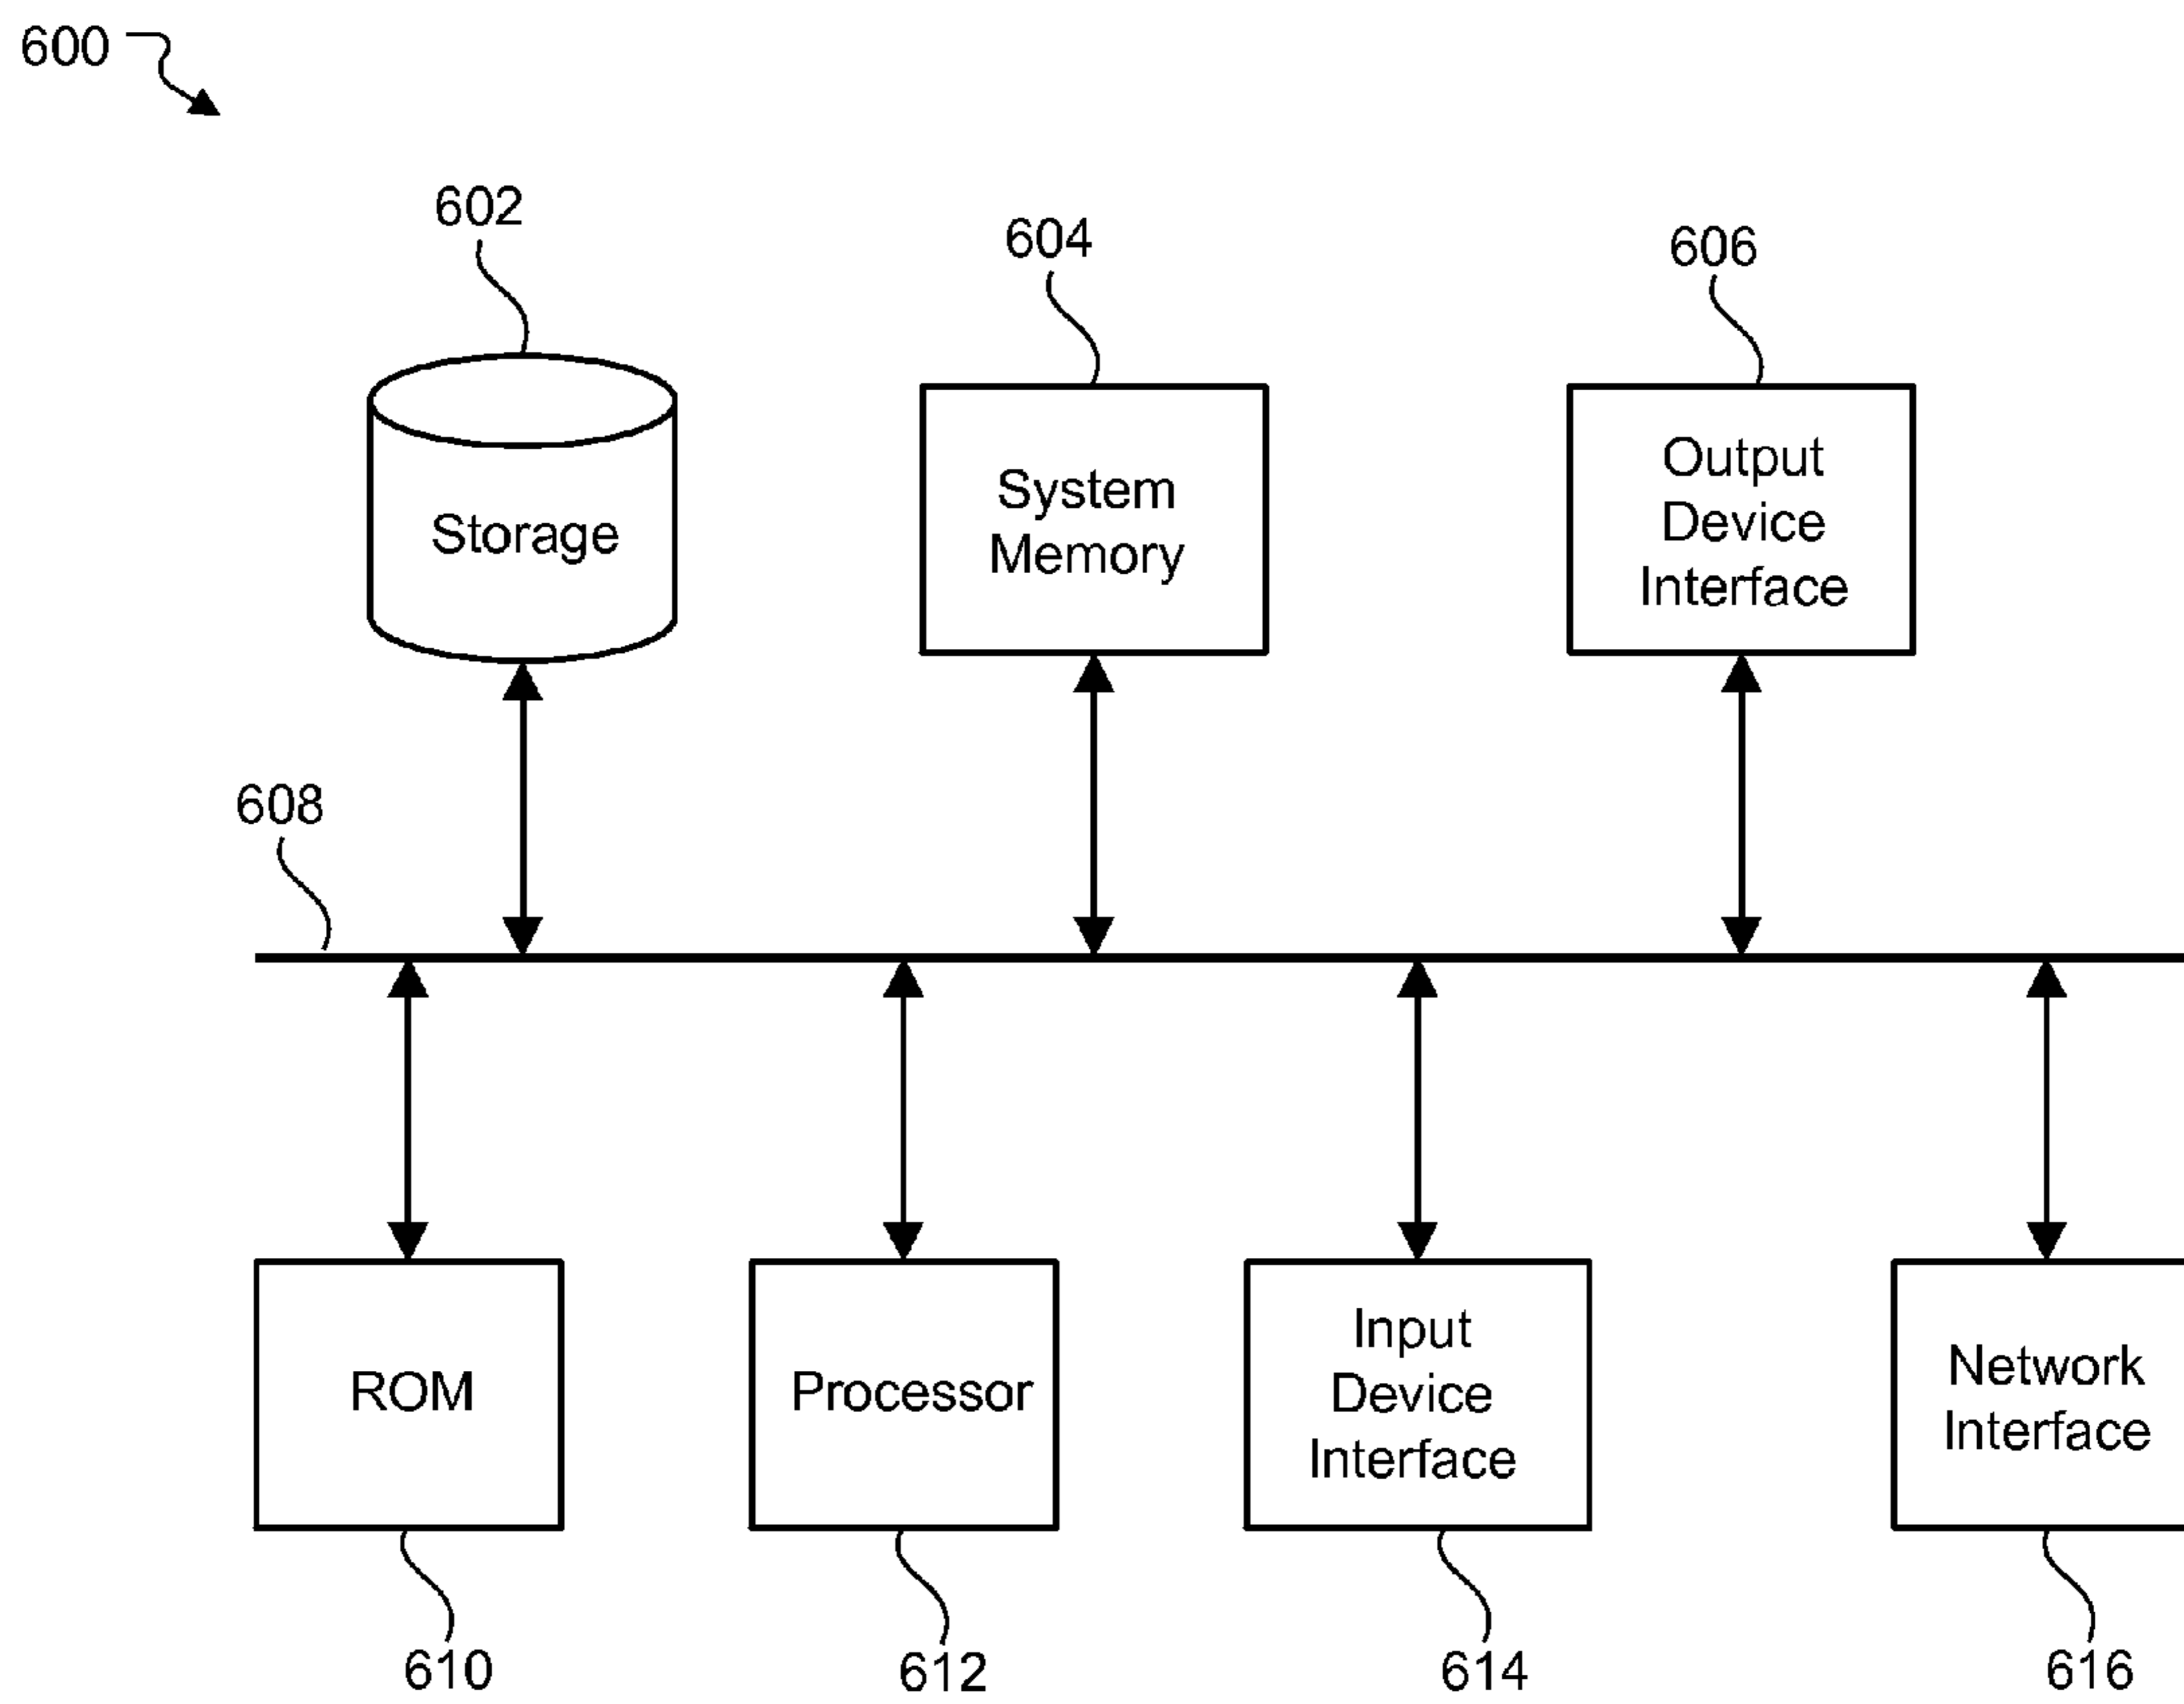 600
602
604
606
Storage
System
Memory
Output
Device
Interface
608
ROM
Processor
Input
Device
Interface
Network
Interface
610
612
614
616